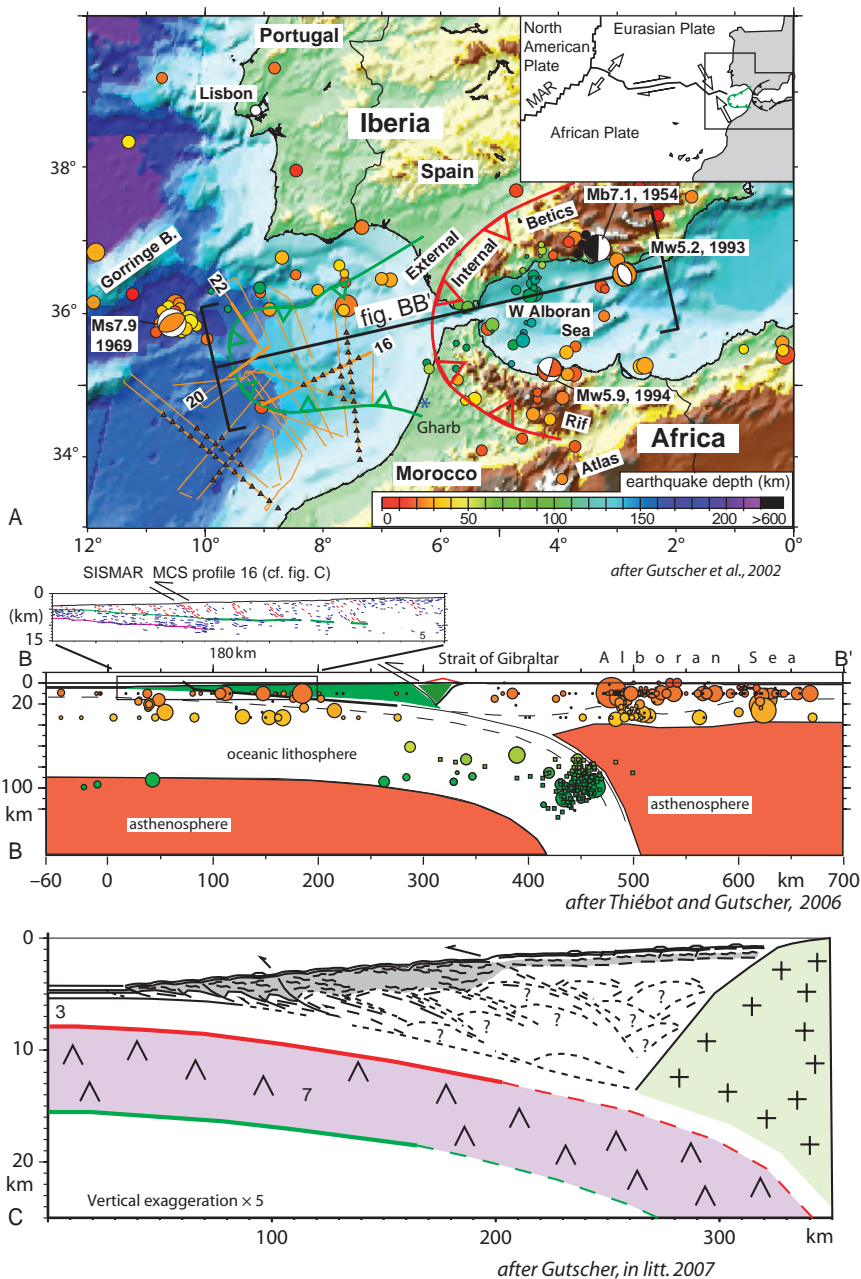 Portugal
Lisbon
Iberia
Spain
North
American
Plate
Eurasian Plate
MAR
African Plate
38°
36°
34°
Gorringe B.
Ms7.9
1969
22
20
16
External
Internal
Betics
fig. BB'
Mb7.1, 1954
Mw5.2, 1993
W Alboran
Sea
Mw5.9, 1994
Rif
Gharb
*
Africa
Morocco
Atlas
earthquake depth (km)
0 50 100 150 200 >600
A
12° 10° 8° 6° 4° 2° 0°
after Gutscher et al., 2002
SISMAR MCS profile 16 (cf. fig. C)
0
(km)
15
5
180km
B
B'
Strait of Gibraltar
Alboran Sea
0
20
100
km
oceanic lithosphere
asthenosphere
asthenosphere
B
–60 0 100 200 300 400 500 600 km 700
after Thiébot and Gutscher, 2006
0
3
10
7
20
km
? ? ? ? ? ? ? ?
Vertical exaggeration × 5
C
100 200 300 km
after Gutscher, in litt. 2007